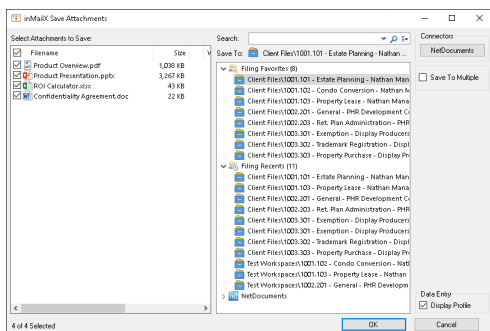 inMailX Save Attachments
Select Attachments to Save:
Filename Size V
Product Overview.pdf 1,038 KB
Product Presentation.pptx 3,267 KB
ROI Calculator.xlsx 43 KB
Confidentiality Agreement.doc 22 KB
4 of 4 Selected
Search:
Save To: Client Files\1001.101 - Estate Planning - Nathan ...
Filing Favorites (8)
Client Files\1001.101 - Estate Planning - Nathan Man
Client Files\1001.102 - Condo Conversion - Nathan M
Client Files\1001.103 - Property Lease - Nathan Mana
Client Files\1002.201 - General - PHR Development Co
Client Files\1002.203 - Ret. Plan Administration - PHR
Client Files\1003.301 - Exemption - Display Producers
Client Files\1003.302 - Trademark Registration - Displ
Client Files\1003.303 - Property Purchase - Display Pr
Filing Recents (11)
Client Files\1001.101 - Estate Planning - Nathan Man
Client Files\1001.103 - Property Lease - Nathan Mana
Client Files\1002.201 - General - PHR Development Co
Client Files\1002.203 - Ret. Plan Administration - PHR
Client Files\1003.301 - Exemption - Display Producers
Client Files\1003.301 - Exemption - Display Producers
Client Files\1003.302 - Trademark Registration - Displ
Client Files\1003.303 - Property Purchase - Display Pr
Test Workspaces\1001.102 - Condo Conversion - Nath
Test Workspaces\1001.103 - Property Lease - Nathan
Test Workspaces\1002.201 - General - PHR Developm
NetDocuments
Connectors
NetDocuments
Save To Multiple
Data Entry
Display Profile
OK
Cancel